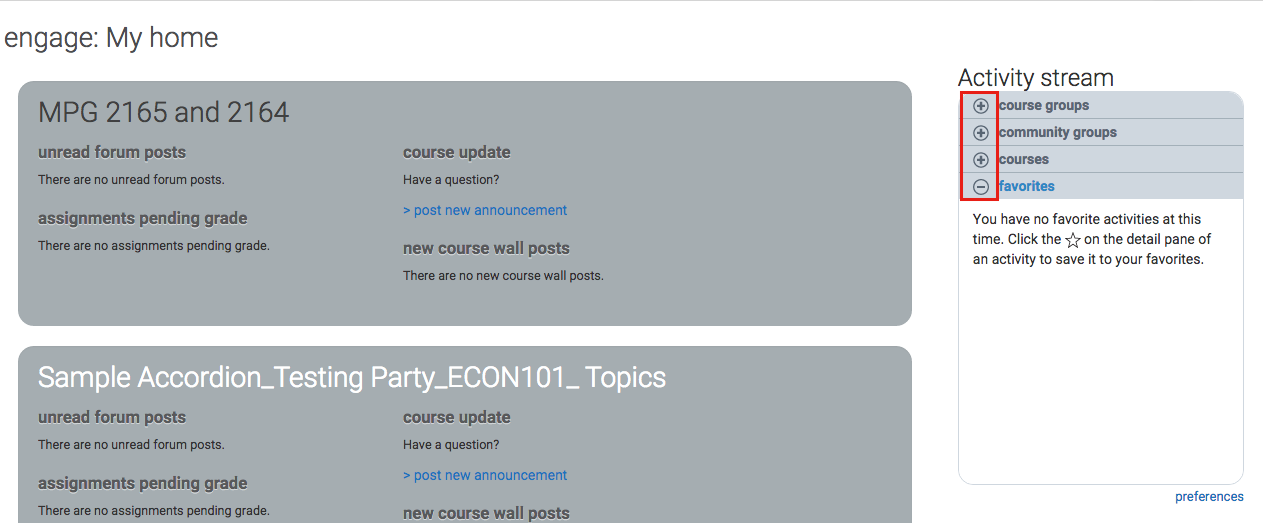 engage: My home
MPG 2165 and 2164
unread forum posts
There are no unread forum posts.
assignments pending grade
There are no assignments pending grade.
course update
Have a question?
> post new announcement
new course wall posts
There are no new course wall posts.
Sample Accordion_Testing Party_ECON101_ Topics
unread forum posts
There are no unread forum posts.
assignments pending grade
There are no assignments pending grade.
course update
Have a question?
> post new announcement
new course wall posts
Activity stream
course groups
community groups
courses
favorites
You have no favorite activities at this
time. Click the ☆ on the detail pane of
an activity to save it to your favorites.
preferences